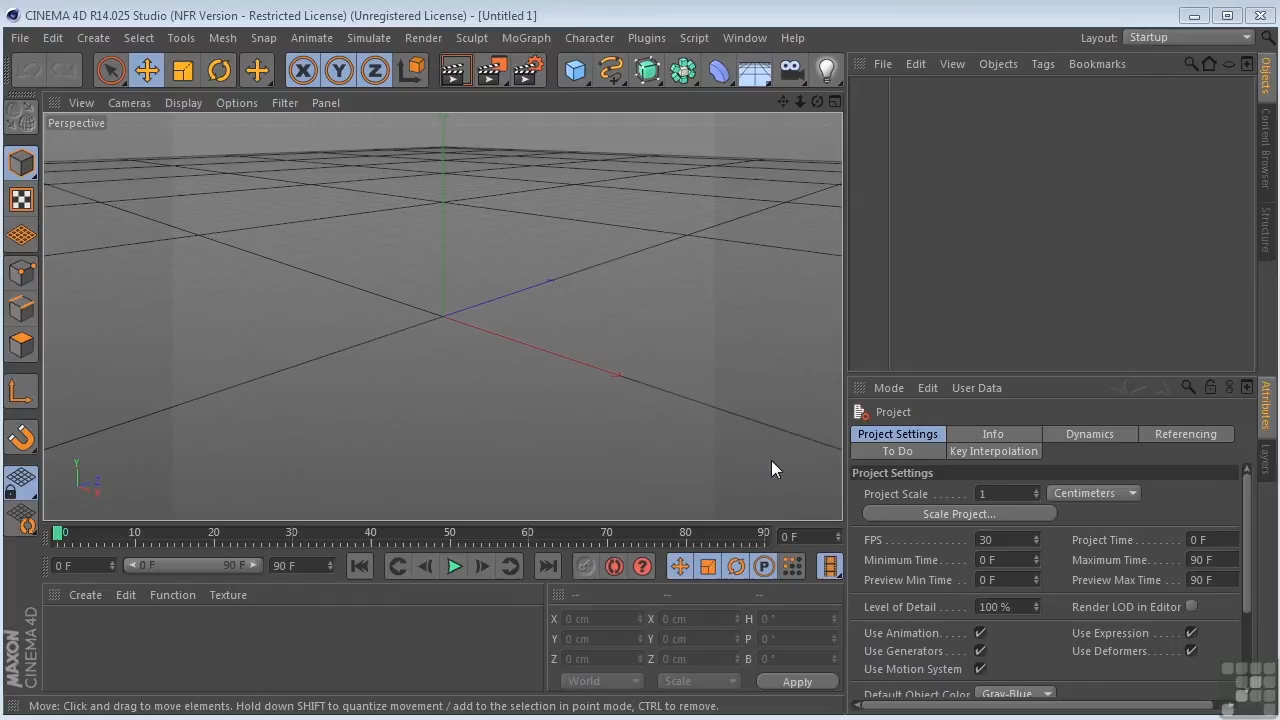 CINEMA 4D R14.025 Studio (NFR Version - Restricted License) (Unregistered License) - [Untitled 1]
File Edit Create Select Tools Mesh Snap Animate Simulate Render Sculpt MoGraph Character Plugins Script Window Help Layout: Startup
File Edit View Objects Tags Bookmarks
Objects
Content Browser
Structure
View Cameras Display Options Filter Panel
Perspective
Y
Z
X
Mode Edit User Data
Attributes
Layers
Project
Project Settings Info Dynamics Referencing
To Do Key Interpolation
Project Settings
Project Scale ..... 1 Centimeters
Scale Project...
FPS ............. 30 Project Time ....... 0 F
Minimum Time ... 0 F Maximum Time .... 90 F
Preview Min Time . 0 F Preview Max Time . 90 F
Level of Detail ..... 100 % Render LOD in Editor
Use Animation..... Use Expression ....
Use Generators .... Use Deformers.....
Use Motion System
Default Object Color Gray-Blue
0 10 20 30 40 50 60 70 80 90 0 F
0 F 0 F 90 F 90 F
Create Edit Function Texture
-- -- --
X 0 cm X 0 cm H 0 °
Y 0 cm Y 0 cm P 0 °
Z 0 cm Z 0 cm B 0 °
World Scale Apply
MAXON
CINEMA 4D
Move: Click and drag to move elements. Hold down SHIFT to quantize movement / add to the selection in point mode, CTRL to remove.